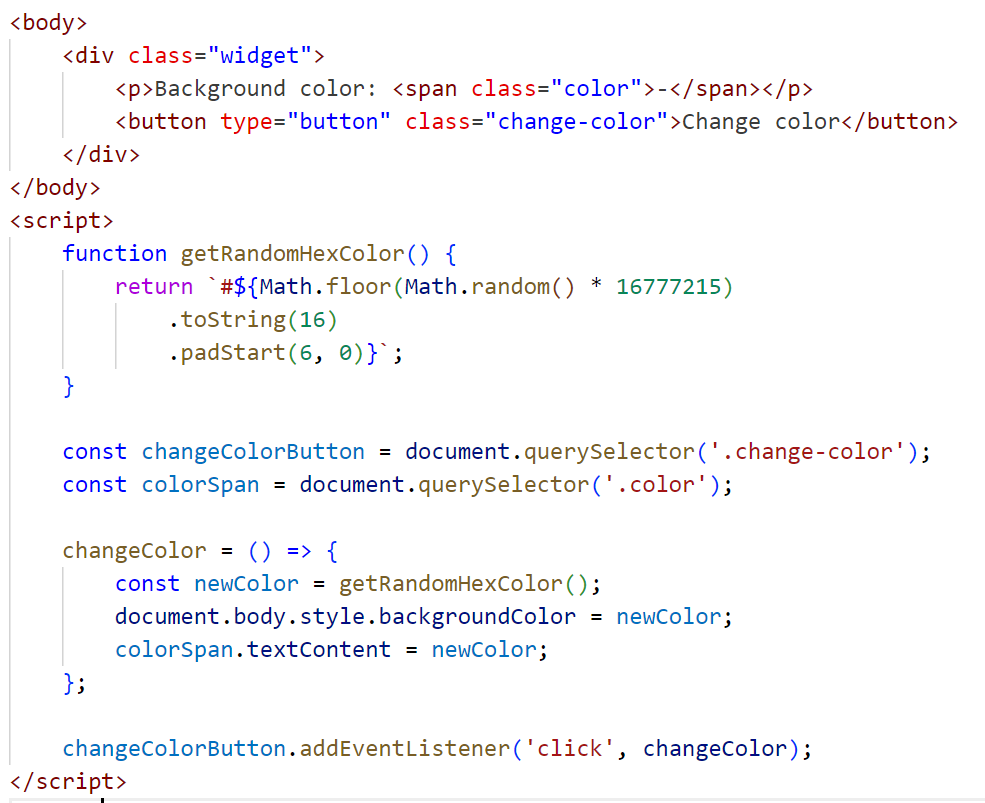 <body>
    <div class="widget">
        <p>Background color: <span class="color">-</span></p>
        <button type="button" class="change-color">Change color</button>
    </div>
</body>
<script>
    function getRandomHexColor() {
        return `#${Math.floor(Math.random() * 16777215)
            .toString(16)
            .padStart(6, 0)}`;
    }

    const changeColorButton = document.querySelector('.change-color');
    const colorSpan = document.querySelector('.color');

    changeColor = () => {
        const newColor = getRandomHexColor();
        document.body.style.backgroundColor = newColor;
        colorSpan.textContent = newColor;
    };

    changeColorButton.addEventListener('click', changeColor);
</script>